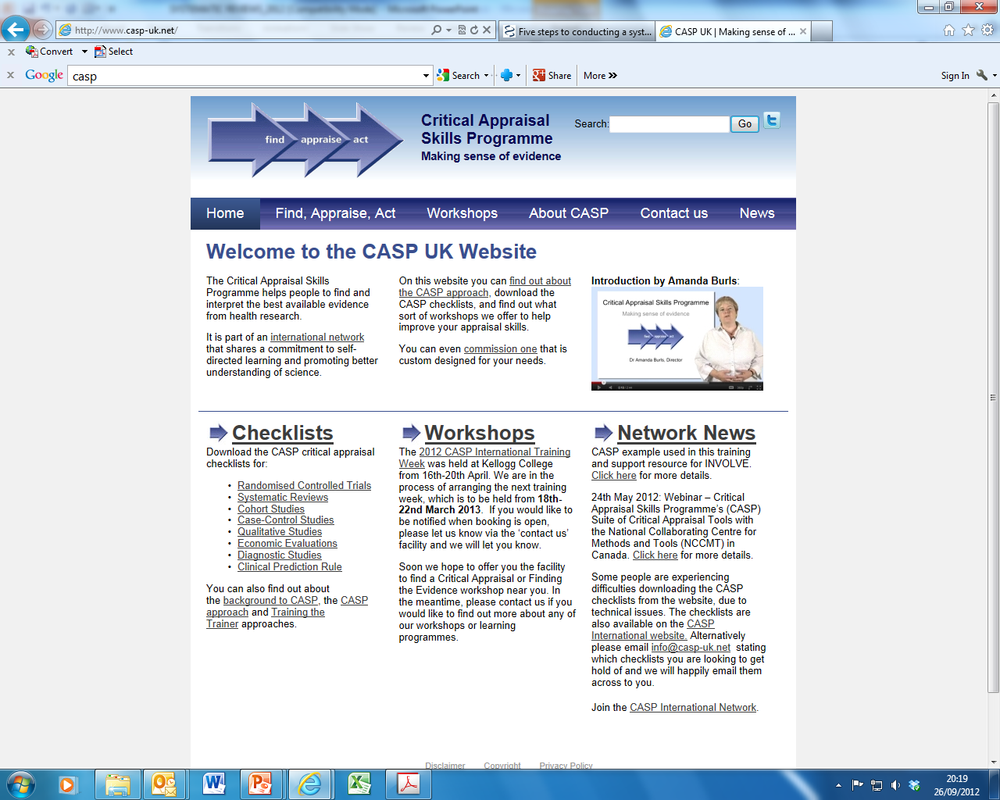 http://www.casp-uk.net/
Five steps to conducting a syst...
CASP UK | Making sense of ...
x Convert Select
x Google casp Search Share More Sign In
find appraise act
Critical Appraisal
Skills Programme
Making sense of evidence
Search: Go
Home Find, Appraise, Act Workshops About CASP Contact us News
Welcome to the CASP UK Website
The Critical Appraisal Skills
Programme helps people to find and
interpret the best available evidence
from health research.
It is part of an international network
that shares a commitment to self-
directed learning and promoting better
understanding of science.
On this website you can find out about
the CASP approach, download the
CASP checklists, and find out what
sort of workshops we offer to help
improve your appraisal skills.
You can even commission one that is
custom designed for your needs.
Introduction by Amanda Burls:
Critical Appraisal Skills Programme
Making sense of evidence
find appraise act
Dr Amanda Burls, Director
Checklists
Download the CASP critical appraisal
checklists for:
• Randomised Controlled Trials
• Systematic Reviews
• Cohort Studies
• Case-Control Studies
• Qualitative Studies
• Economic Evaluations
• Diagnostic Studies
• Clinical Prediction Rule
You can also find out about
the background to CASP, the CASP
approach and Training the
Trainer approaches.
Workshops
The 2012 CASP International Training
Week was held at Kellogg College
from 16th-20th April. We are in the
process of arranging the next training
week, which is to be held from 18th-
22nd March 2013. If you would like to
be notified when booking is open,
please let us know via the ‘contact us’
facility and we will let you know.
Soon we hope to offer you the facility
to find a Critical Appraisal or Finding
the Evidence workshop near you. In
the meantime, please contact us if you
would like to find out more about any of
our workshops or learning
programmes.
Network News
CASP example used in this training
and support resource for INVOLVE.
Click here for more details.
24th May 2012: Webinar – Critical
Appraisal Skills Programme’s (CASP)
Suite of Critical Appraisal Tools with
the National Collaborating Centre for
Methods and Tools (NCCMT) in
Canada. Click here for more details.
Some people are experiencing
difficulties downloading the CASP
checklists from the website, due to
technical issues. The checklists are
also available on the CASP
International website. Alternatively
please email info@casp-uk.net stating
which checklists you are looking to get
hold of and we will happily email them
across to you.
Join the CASP International Network.
Disclaimer Copyright Privacy Policy
20:19
26/09/2012